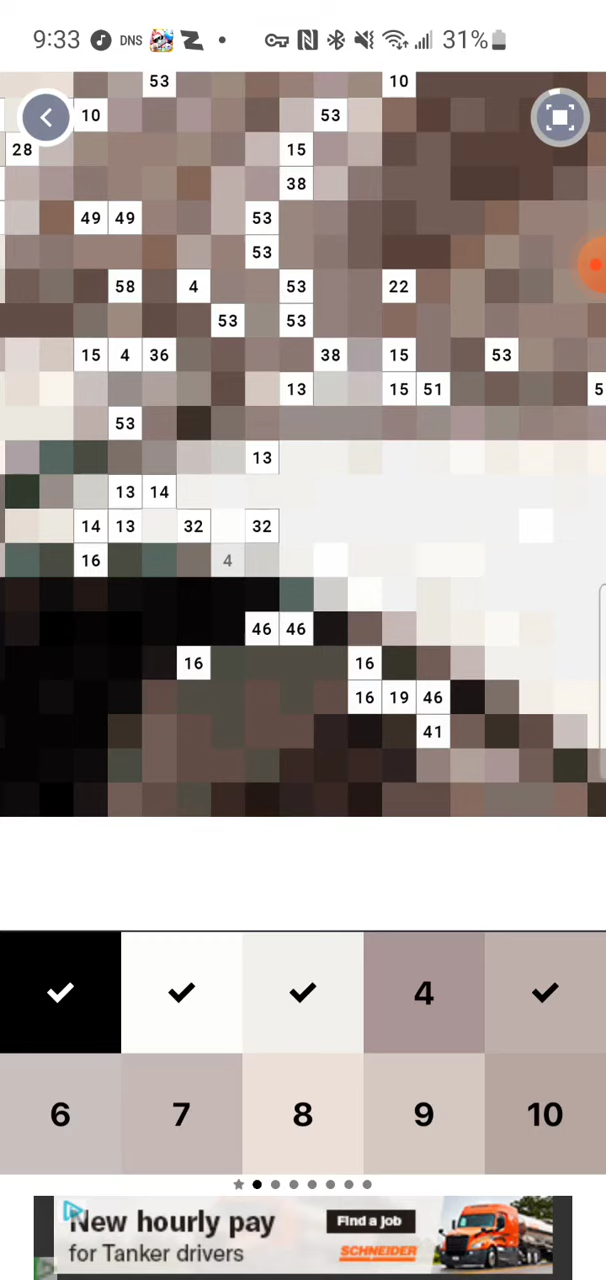 9:33 DNS 31%
53 10
10 53
28 15
38
49 49 53
53
58 4 53 22
53 53
15 4 36 38 15 53
13 15 51 5
53
13
13 14
14 13 32 32
16 4
46 46
16 16
16 19 46
41
4
6 7 8 9 10
New hourly pay
for Tanker drivers
Find a job
SCHNEIDER